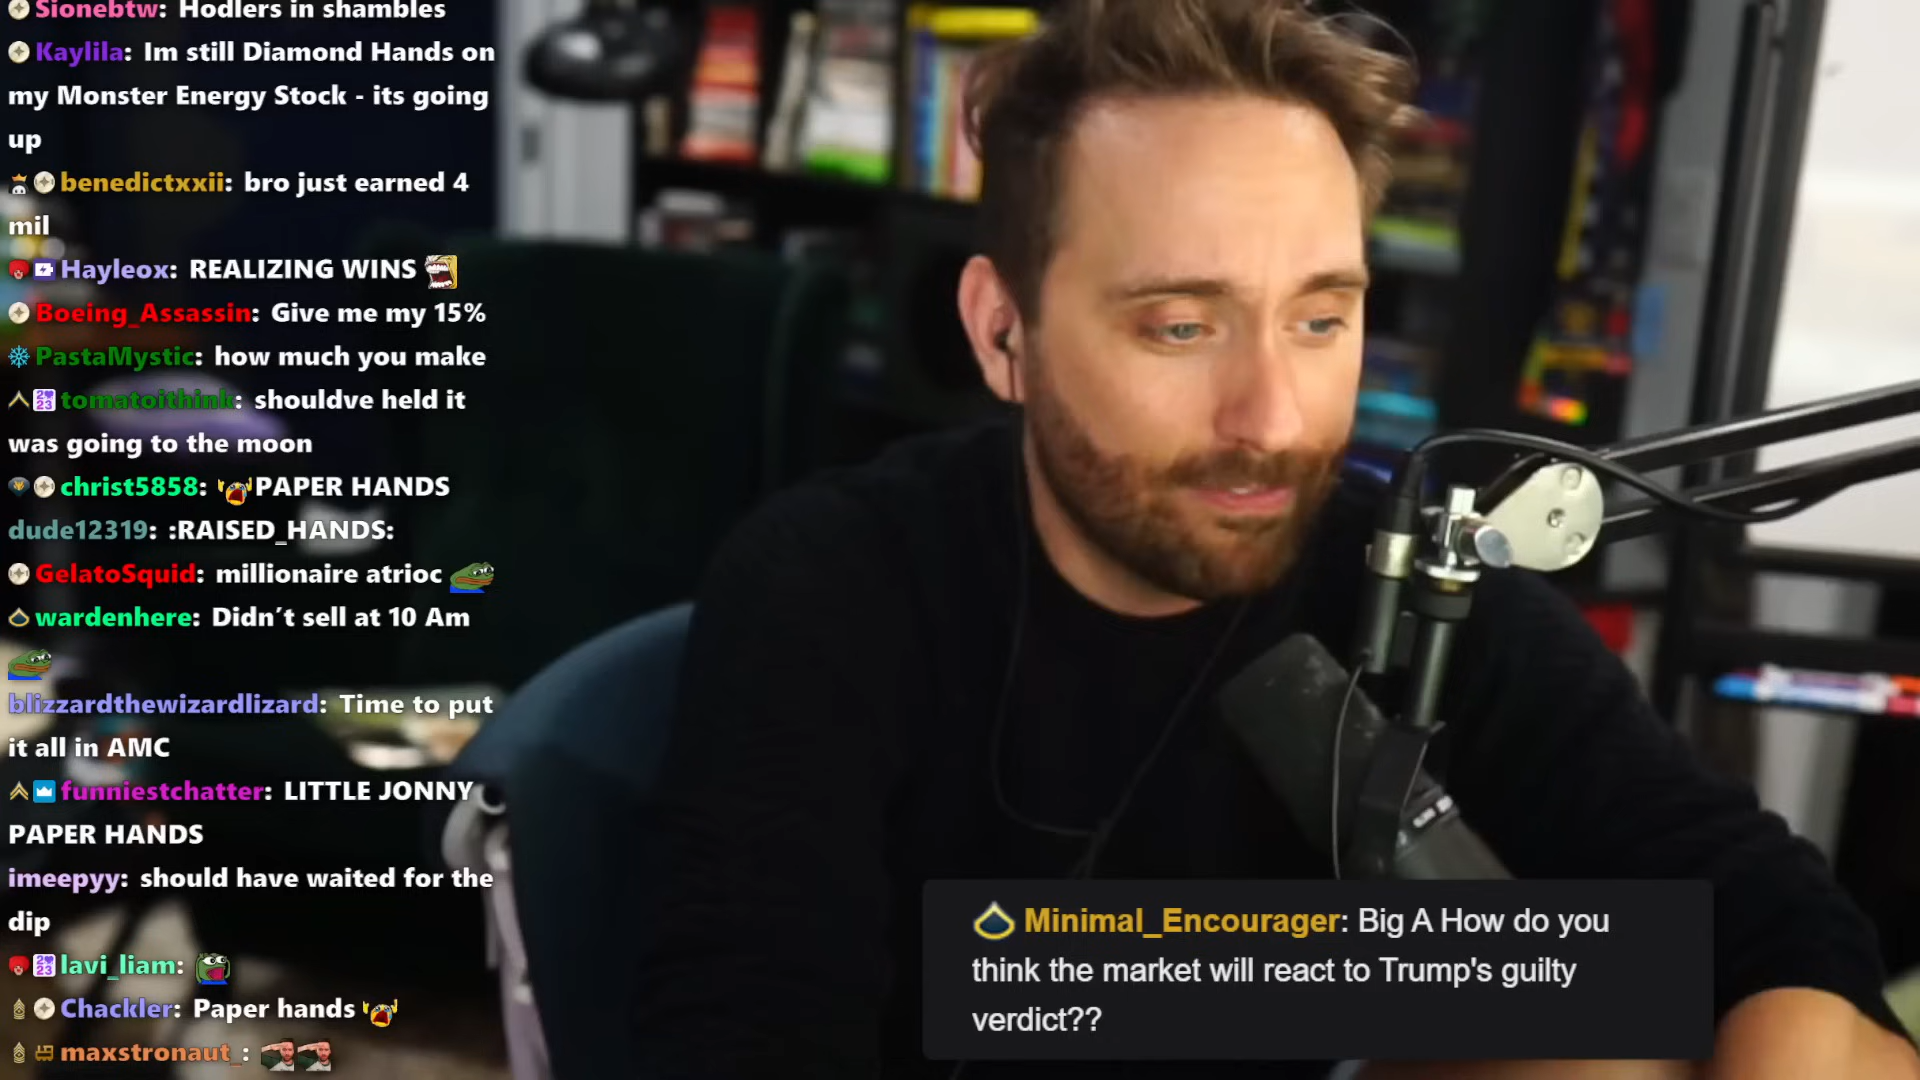 Sionebtw: Hodlers in shambles
Kaylila: Im still Diamond Hands on
my Monster Energy Stock - its going
up
benedictxxii: bro just earned 4
mil
Hayleox: REALIZING WINS
Boeing_Assassin: Give me my 15%
PastaMystic: how much you make
tomatoithink: shouldve held it
was going to the moon
christ5858: PAPER HANDS
dude12319: :RAISED_HANDS:
GelatoSquid: millionaire atrioc
wardenhere: Didn´t sell at 10 Am
blizzardthewizardlizard: Time to put
it all in AMC
funniestchatter: LITTLE JONNY
PAPER HANDS
imeepyy: should have waited for the
dip
lavi_liam:
Chackler: Paper hands
maxstronaut_:
Minimal_Encourager: Big A How do you
think the market will react to Trump's guilty
verdict??